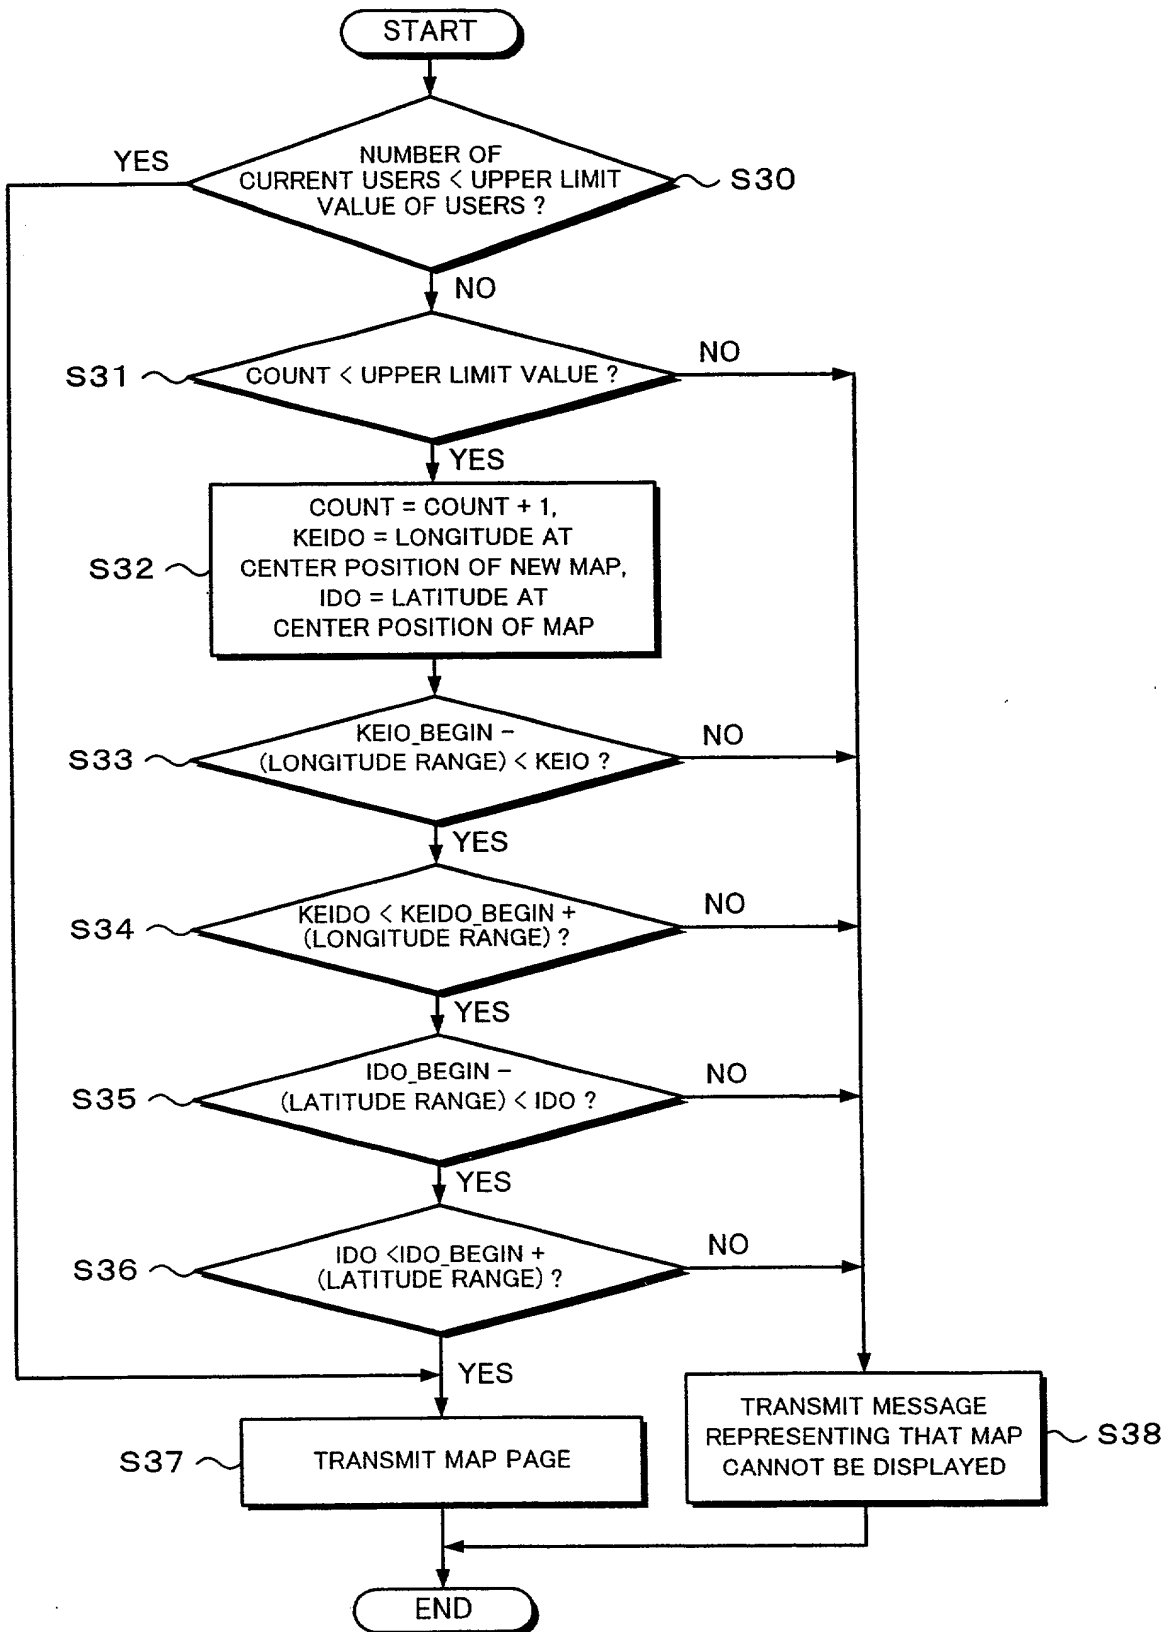 START
NUMBER OF
CURRENT USERS < UPPER LIMIT
VALUE OF USERS ?
YES
S30
NO
S31
COUNT < UPPER LIMIT VALUE ?
NO
YES
S32
COUNT = COUNT + 1,
KEIDO = LONGITUDE AT
CENTER POSITION OF NEW MAP,
IDO = LATITUDE AT
CENTER POSITION OF MAP
S33
KEIO_BEGIN –
(LONGITUDE RANGE) < KEIO ?
NO
YES
S34
KEIDO < KEIDO_BEGIN +
(LONGITUDE RANGE) ?
NO
YES
S35
IDO_BEGIN –
(LATITUDE RANGE) < IDO ?
NO
YES
S36
IDO <IDO_BEGIN +
(LATITUDE RANGE) ?
NO
YES
S37
TRANSMIT MAP PAGE
TRANSMIT MESSAGE
REPRESENTING THAT MAP
CANNOT BE DISPLAYED
S38
END